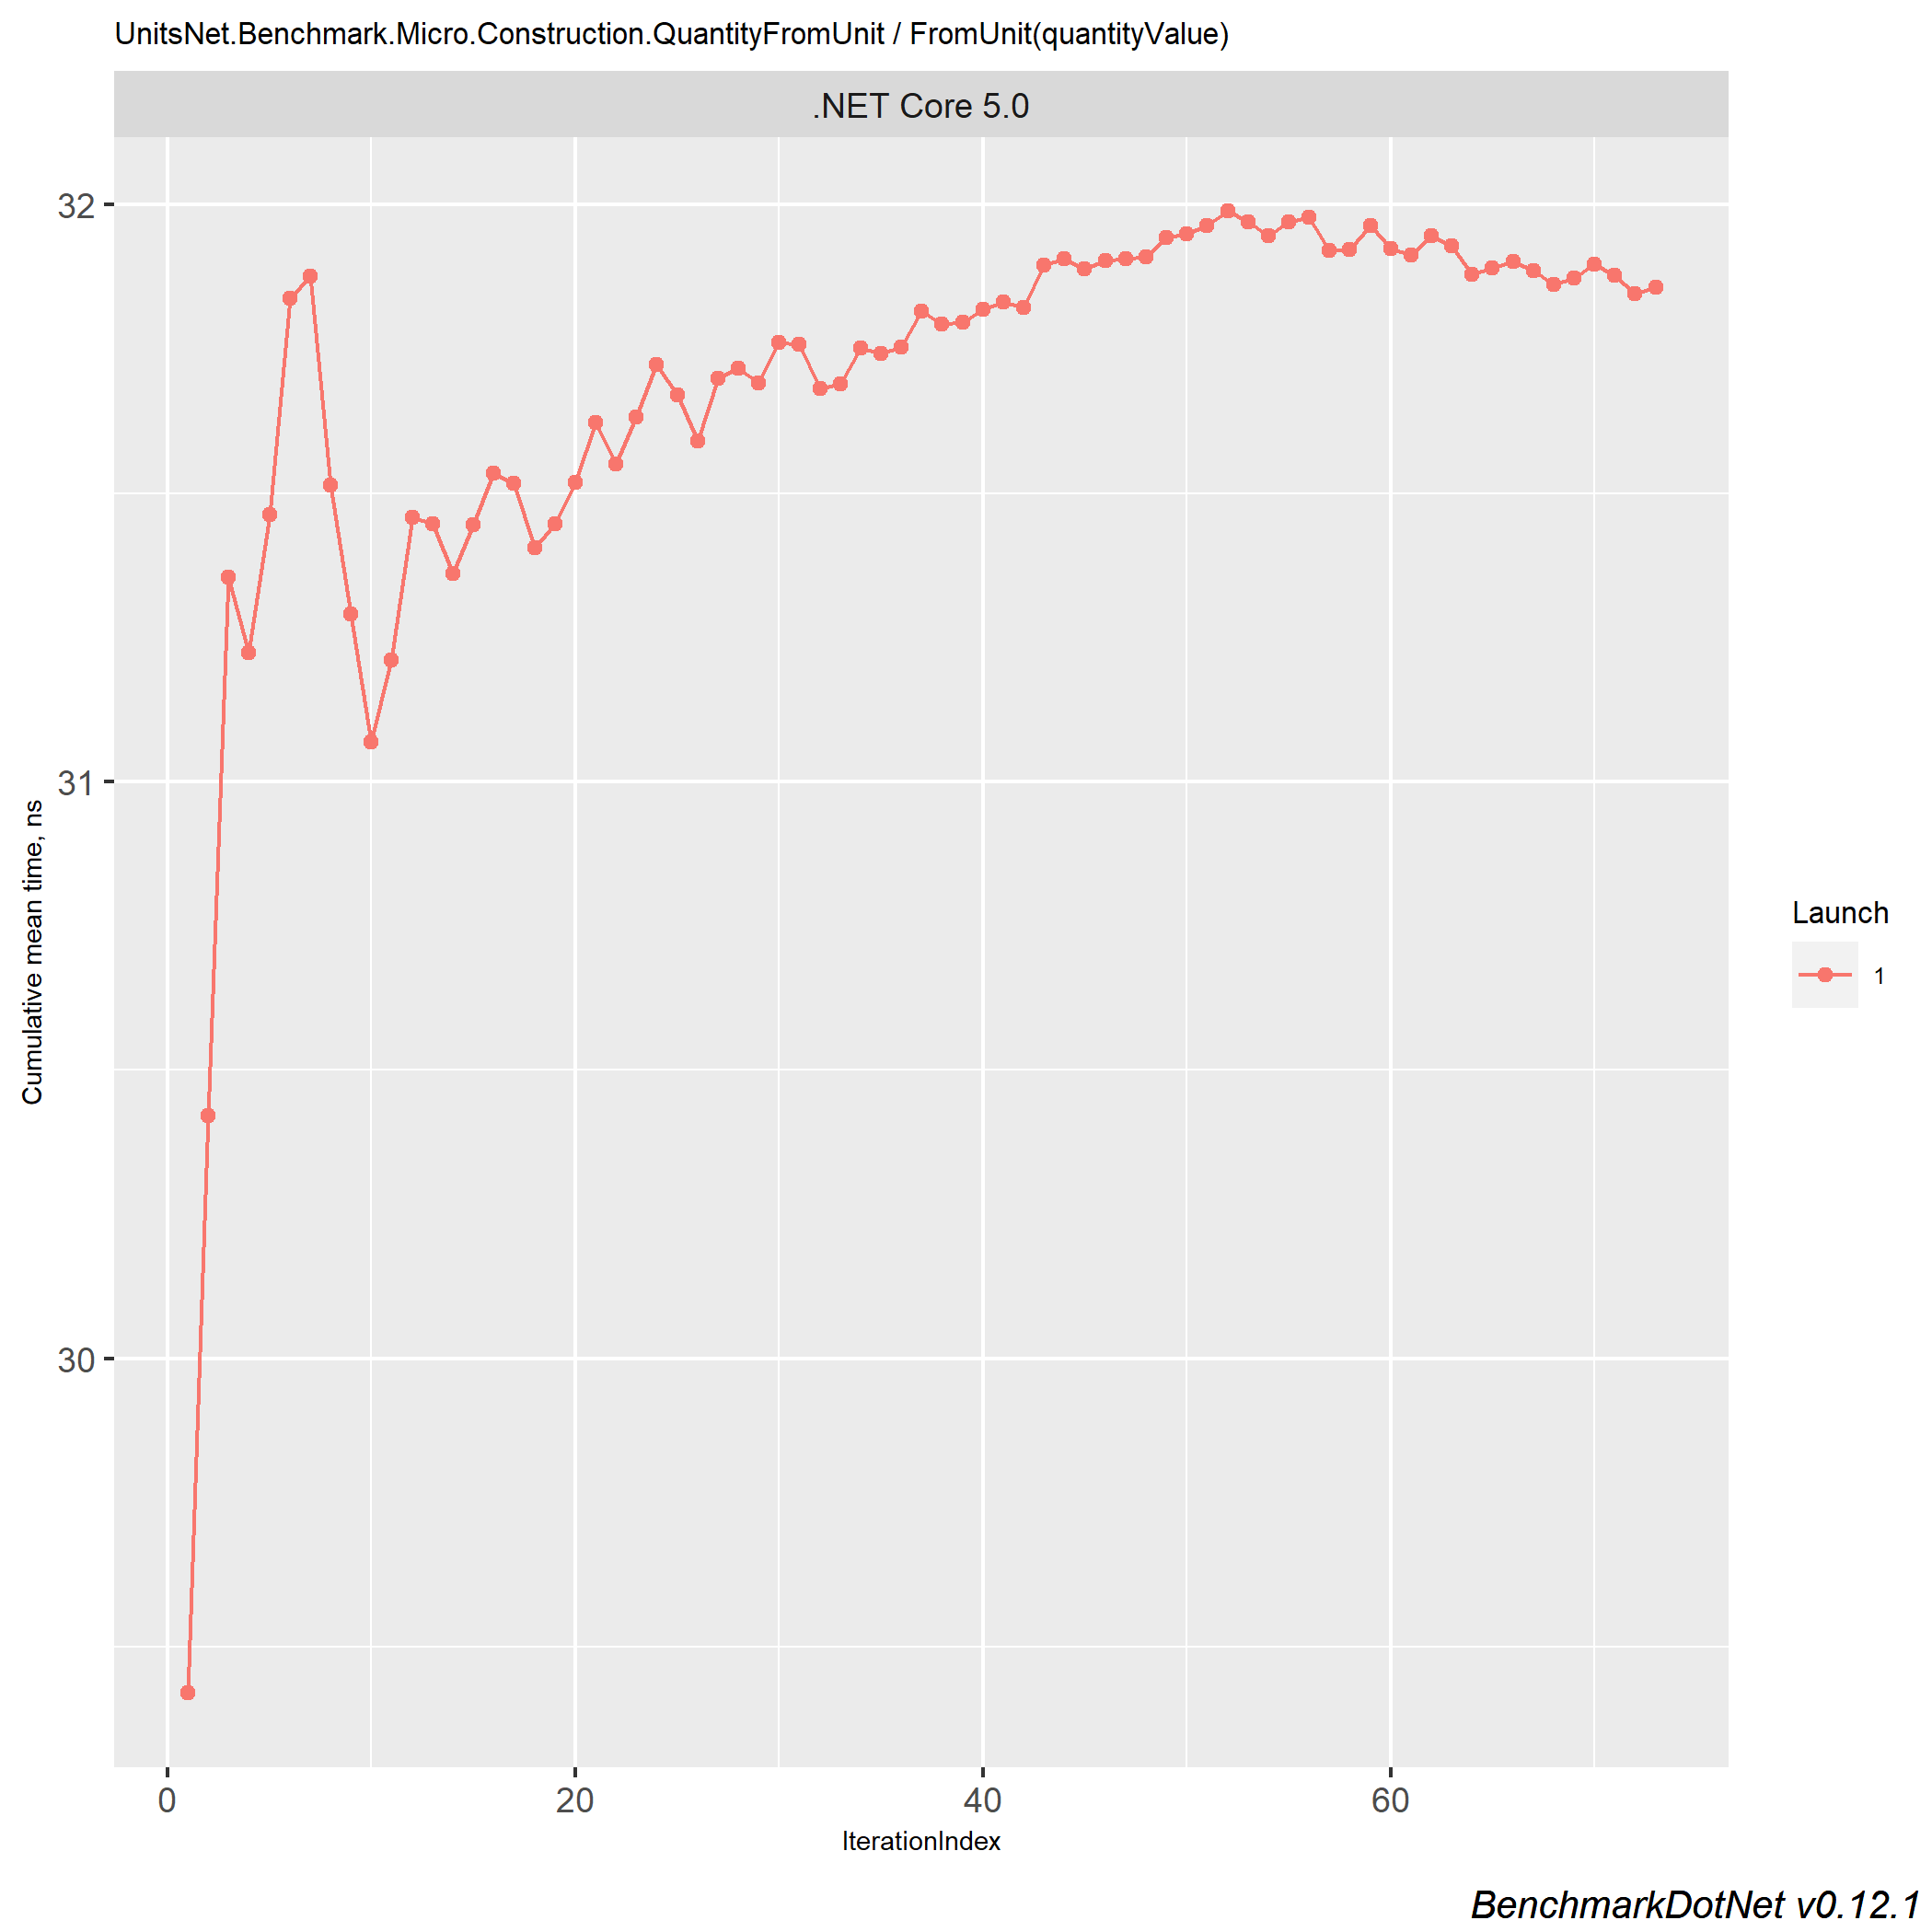 UnitsNet.Benchmark.Micro.Construction.QuantityFromUnit / FromUnit(quantityValue)
.NET Core 5.0
32
31
30
Cumulative mean time, ns
0 20 40 60
IterationIndex
Launch
1
BenchmarkDotNet v0.12.1